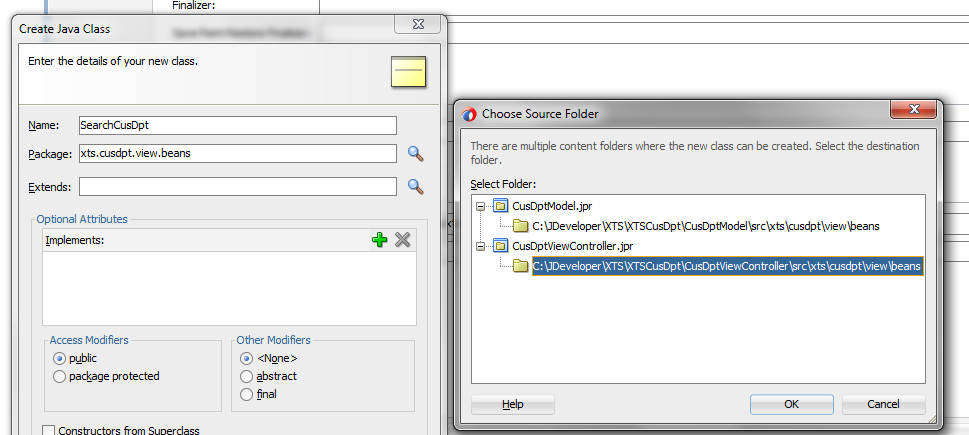 Finalizer:
Create Java Class
Enter the details of your new class.
Name: SearchCusDpt
Package: xts.cusdpt.view.beans
Extends:
Optional Attributes
Implements:
Access Modifiers
public
package protected
Other Modifiers
<None>
abstract
final
Constructors from Superclass
Choose Source Folder
There are multiple content folders where the new class can be created. Select the destination
folder.
Select Folder:
CusDptModel.jpr
C:\JDeveloper\XTS\XTSCusDpt\CusDptModel\src\xts\cusdpt\view\beans
CusDptViewController.jpr
C:\JDeveloper\XTS\XTSCusDpt\CusDptViewController\src\xts\cusdpt\view\beans
Help
OK
Cancel